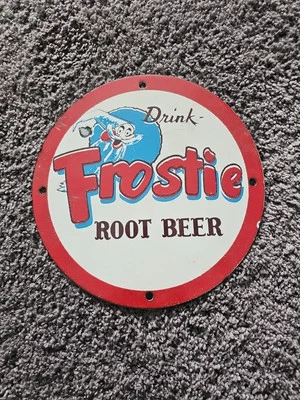 Drink-
Frostie
ROOT BEER